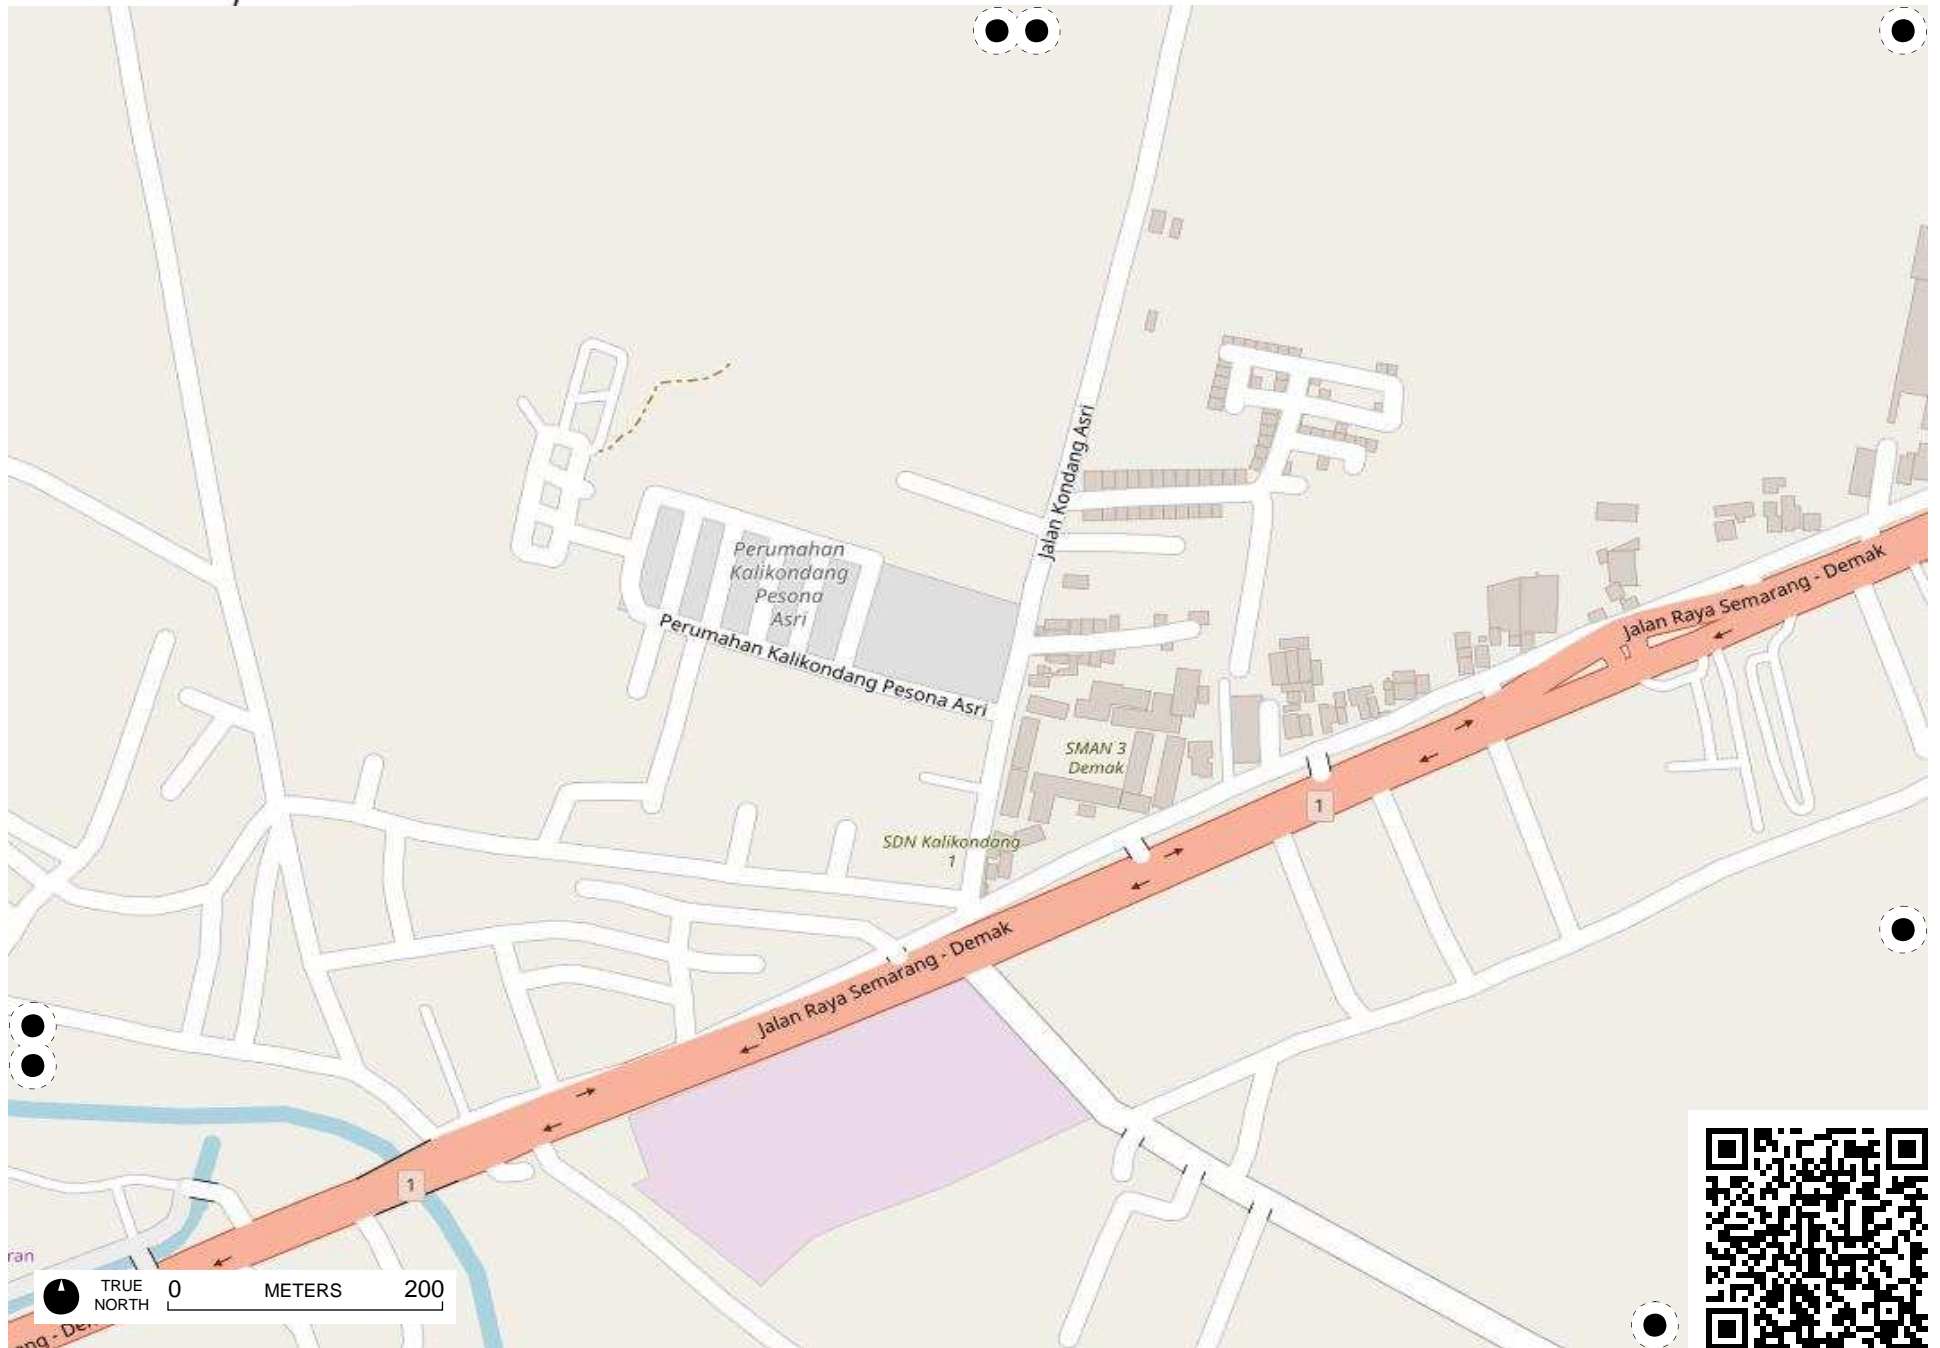 Jalan Kondang Asri
Perumahan
Kalikondang
Pesona
Asri
Perumahan Kalikondang Pesona Asri
Jalan Raya Semarang - Demak
SMAN 3
Demak
1
SDN Kalikondang
1
Jalan Raya Semarang - Demak
1
ran
TRUE
NORTH
0 METERS 200